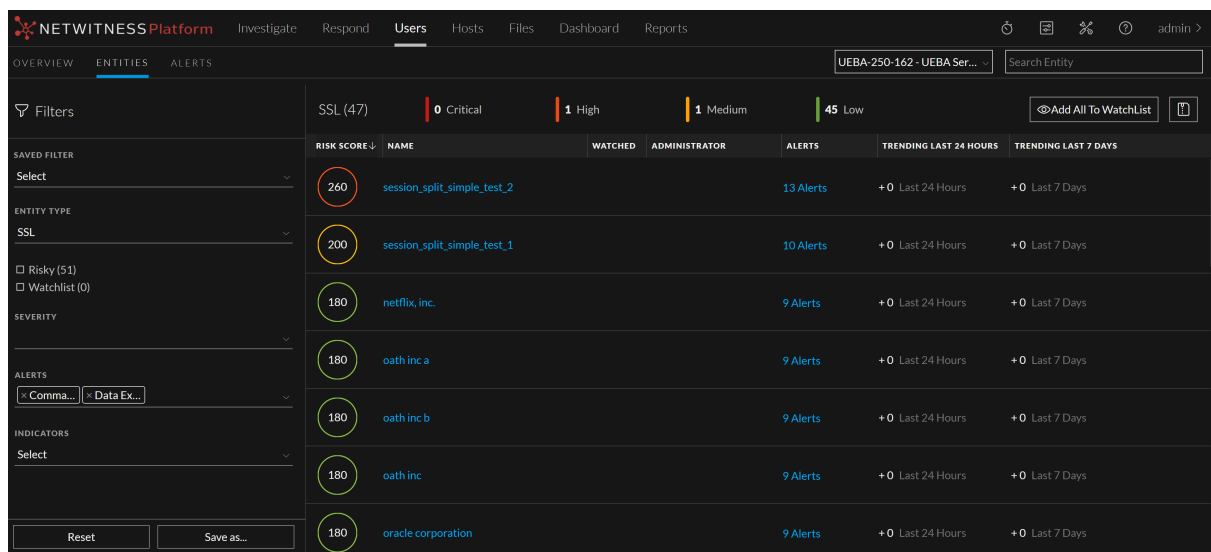 NETWITNESS Platform Investigate Respond Users Hosts Files Dashboard Reports admin >
OVERVIEW ENTITIES ALERTS UEBA-250-162 - UEBA Ser... Search Entity
Filters SSL (47) 0 Critical 1 High 1 Medium 45 Low Add All To WatchList
RISK SCORE↓ NAME WATCHED ADMINISTRATOR ALERTS TRENDING LAST 24 HOURS TRENDING LAST 7 DAYS
SAVED FILTER
Select
260 session_split_simple_test_2 13 Alerts +0 Last 24 Hours +0 Last 7 Days
ENTITY TYPE
SSL
200 session_split_simple_test_1 10 Alerts +0 Last 24 Hours +0 Last 7 Days
Risky (51)
Watchlist (0)
180 netflix, inc. 9 Alerts +0 Last 24 Hours +0 Last 7 Days
SEVERITY
180 oath inc a 9 Alerts +0 Last 24 Hours +0 Last 7 Days
ALERTS
× Comma... × Data Ex...
180 oath inc b 9 Alerts +0 Last 24 Hours +0 Last 7 Days
INDICATORS
Select
180 oath inc 9 Alerts +0 Last 24 Hours +0 Last 7 Days
180 oracle corporation 9 Alerts +0 Last 24 Hours +0 Last 7 Days
Reset Save as...